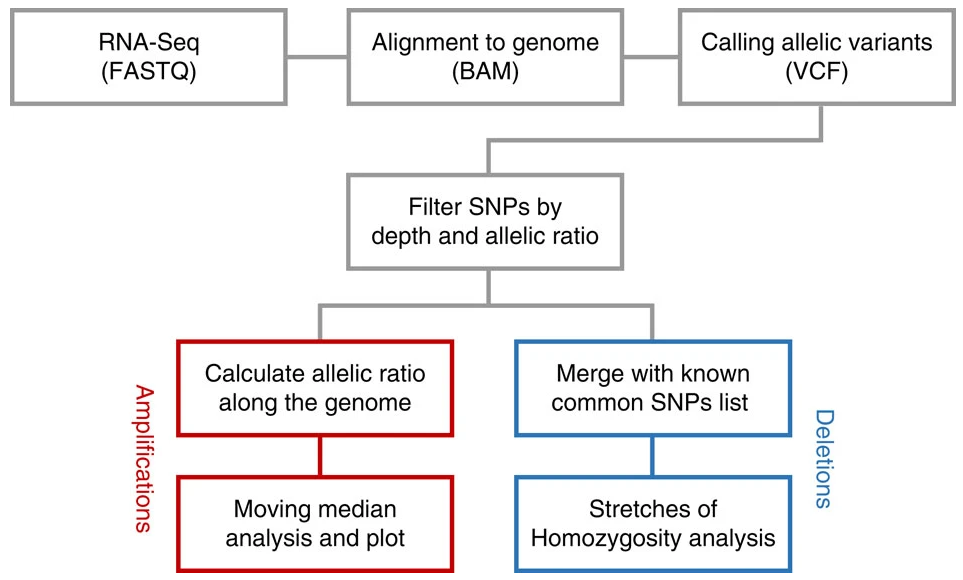 RNA-Seq
(FASTQ)
Alignment to genome
(BAM)
Calling allelic variants
(VCF)
Filter SNPs by
depth and allelic ratio
Amplifications
Calculate allelic ratio
along the genome
Merge with known
common SNPs list
Deletions
Moving median
analysis and plot
Stretches of
Homozygosity analysis